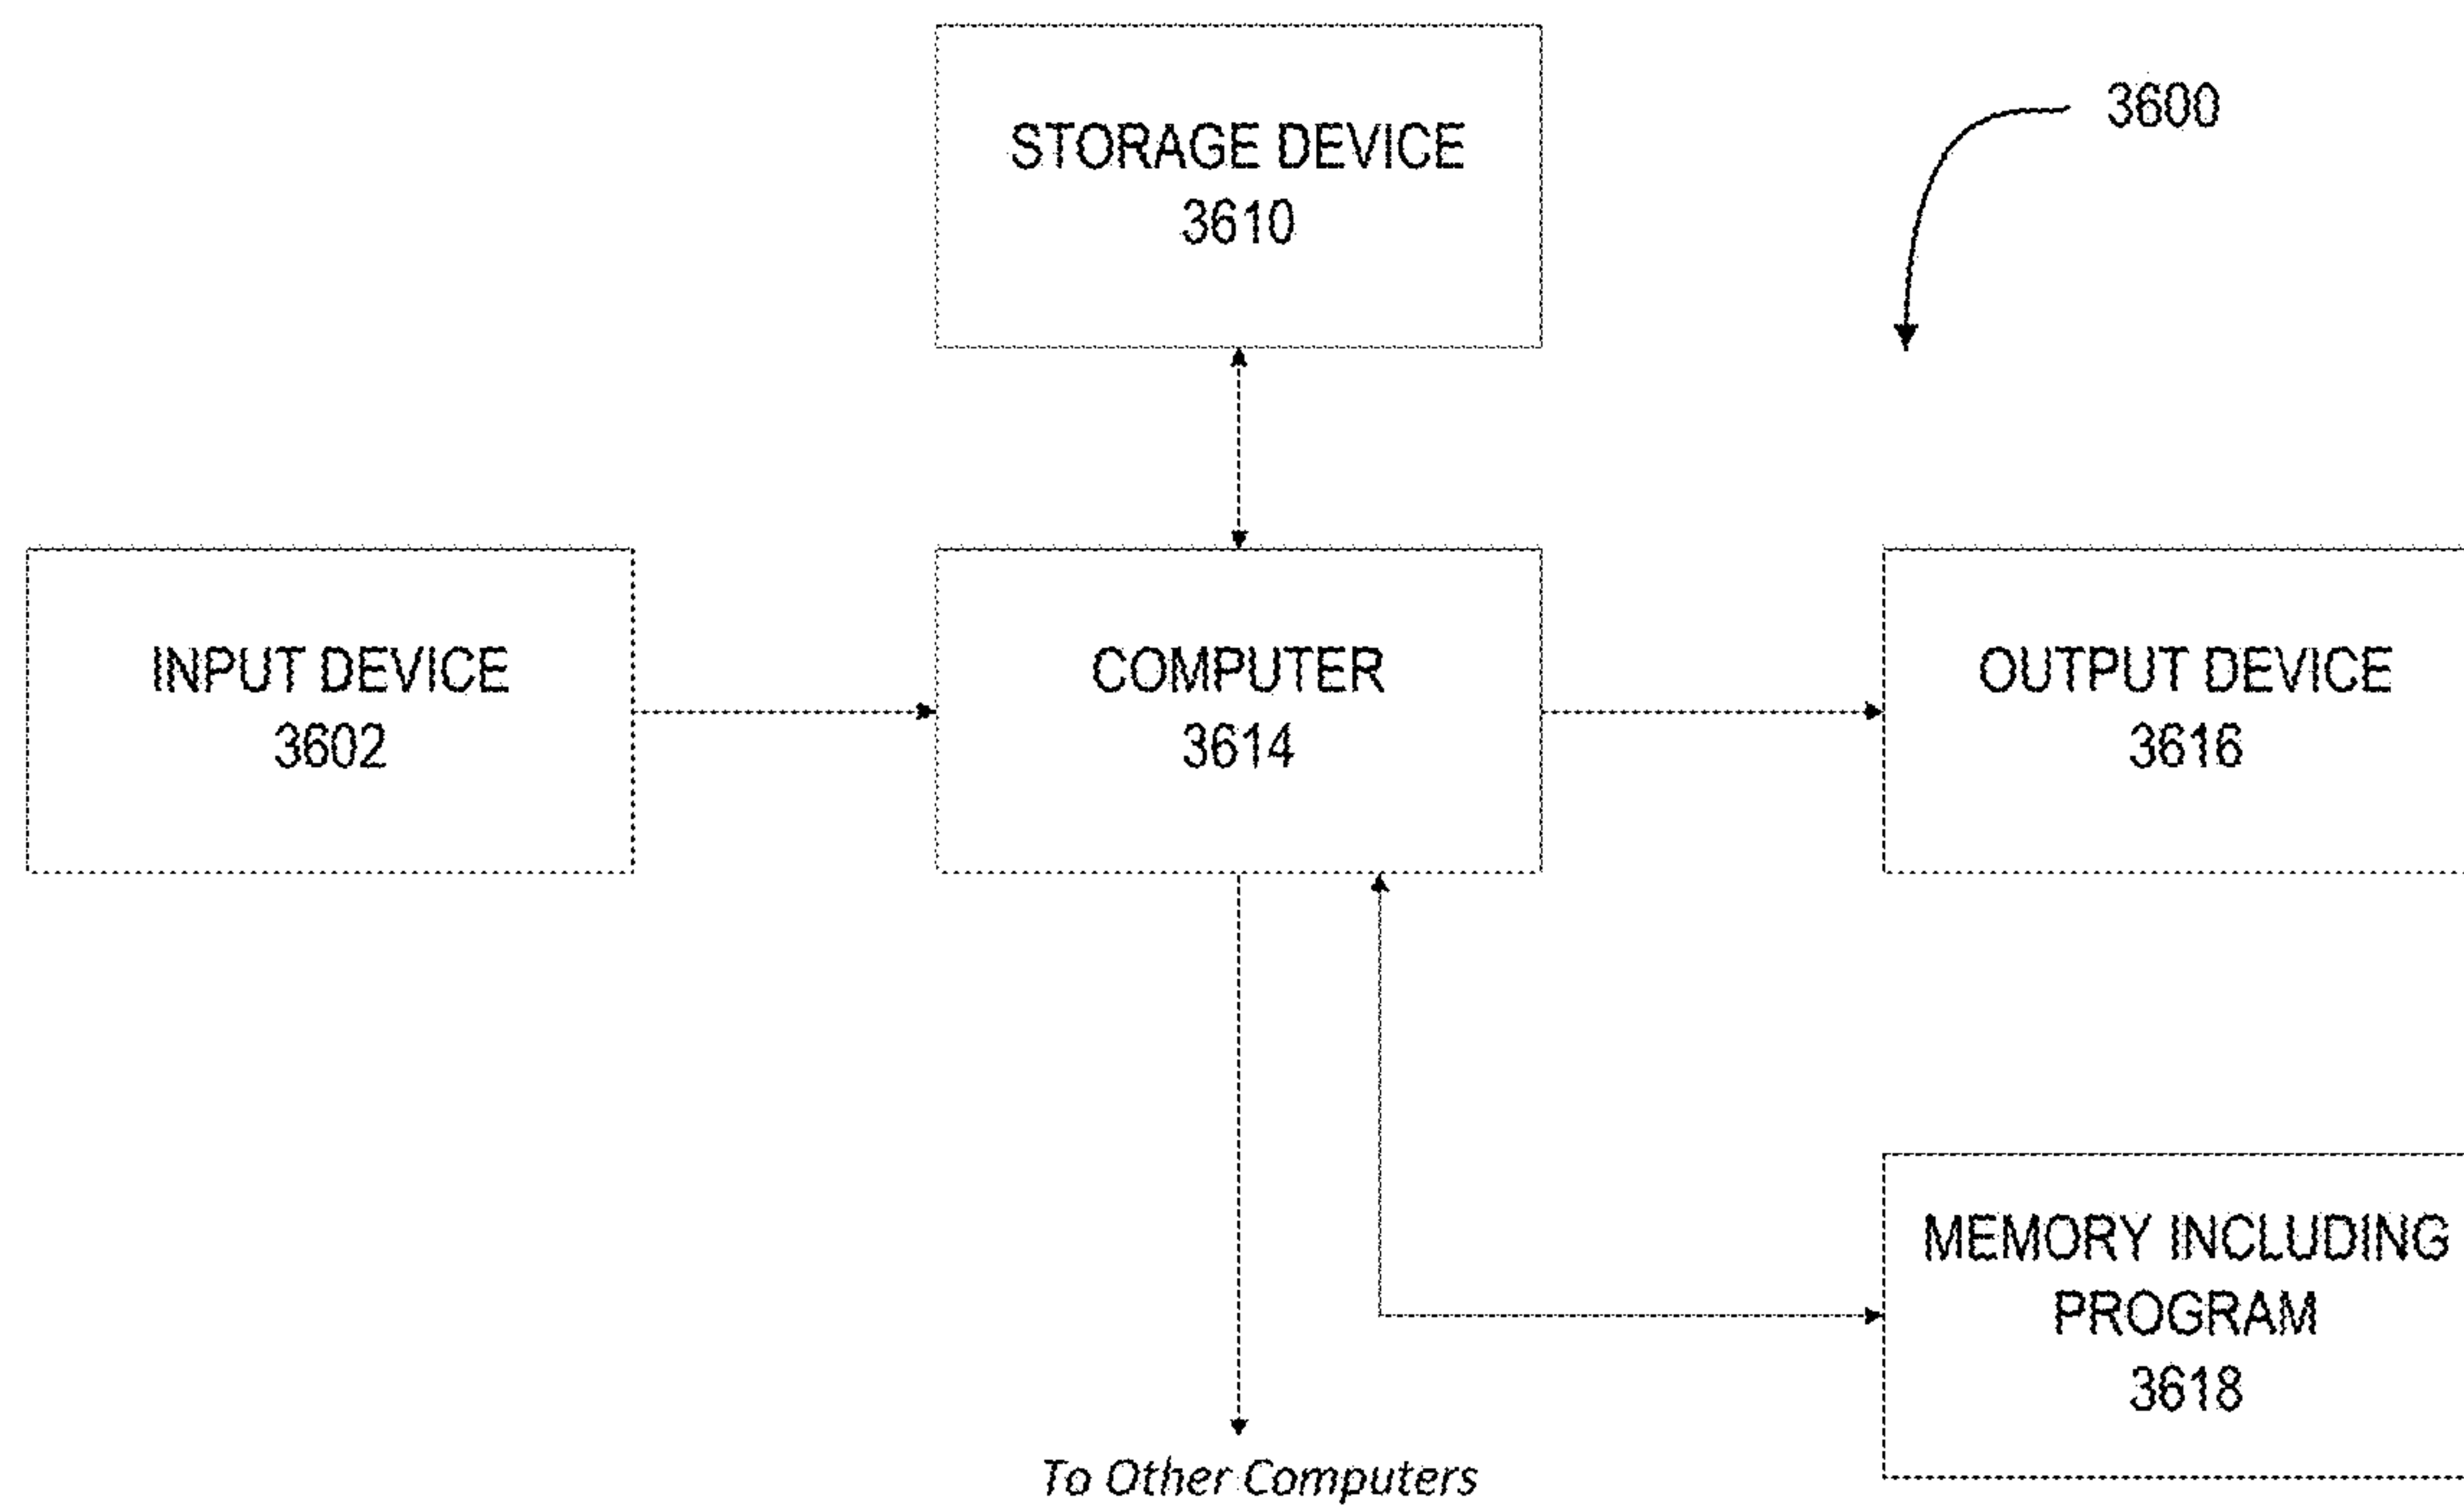 STORAGE DEVICE
3610
3600
INPUT DEVICE
3602
COMPUTER
3614
OUTPUT DEVICE
3616
MEMORY INCLUDING
PROGRAM
3618
To Other Computers